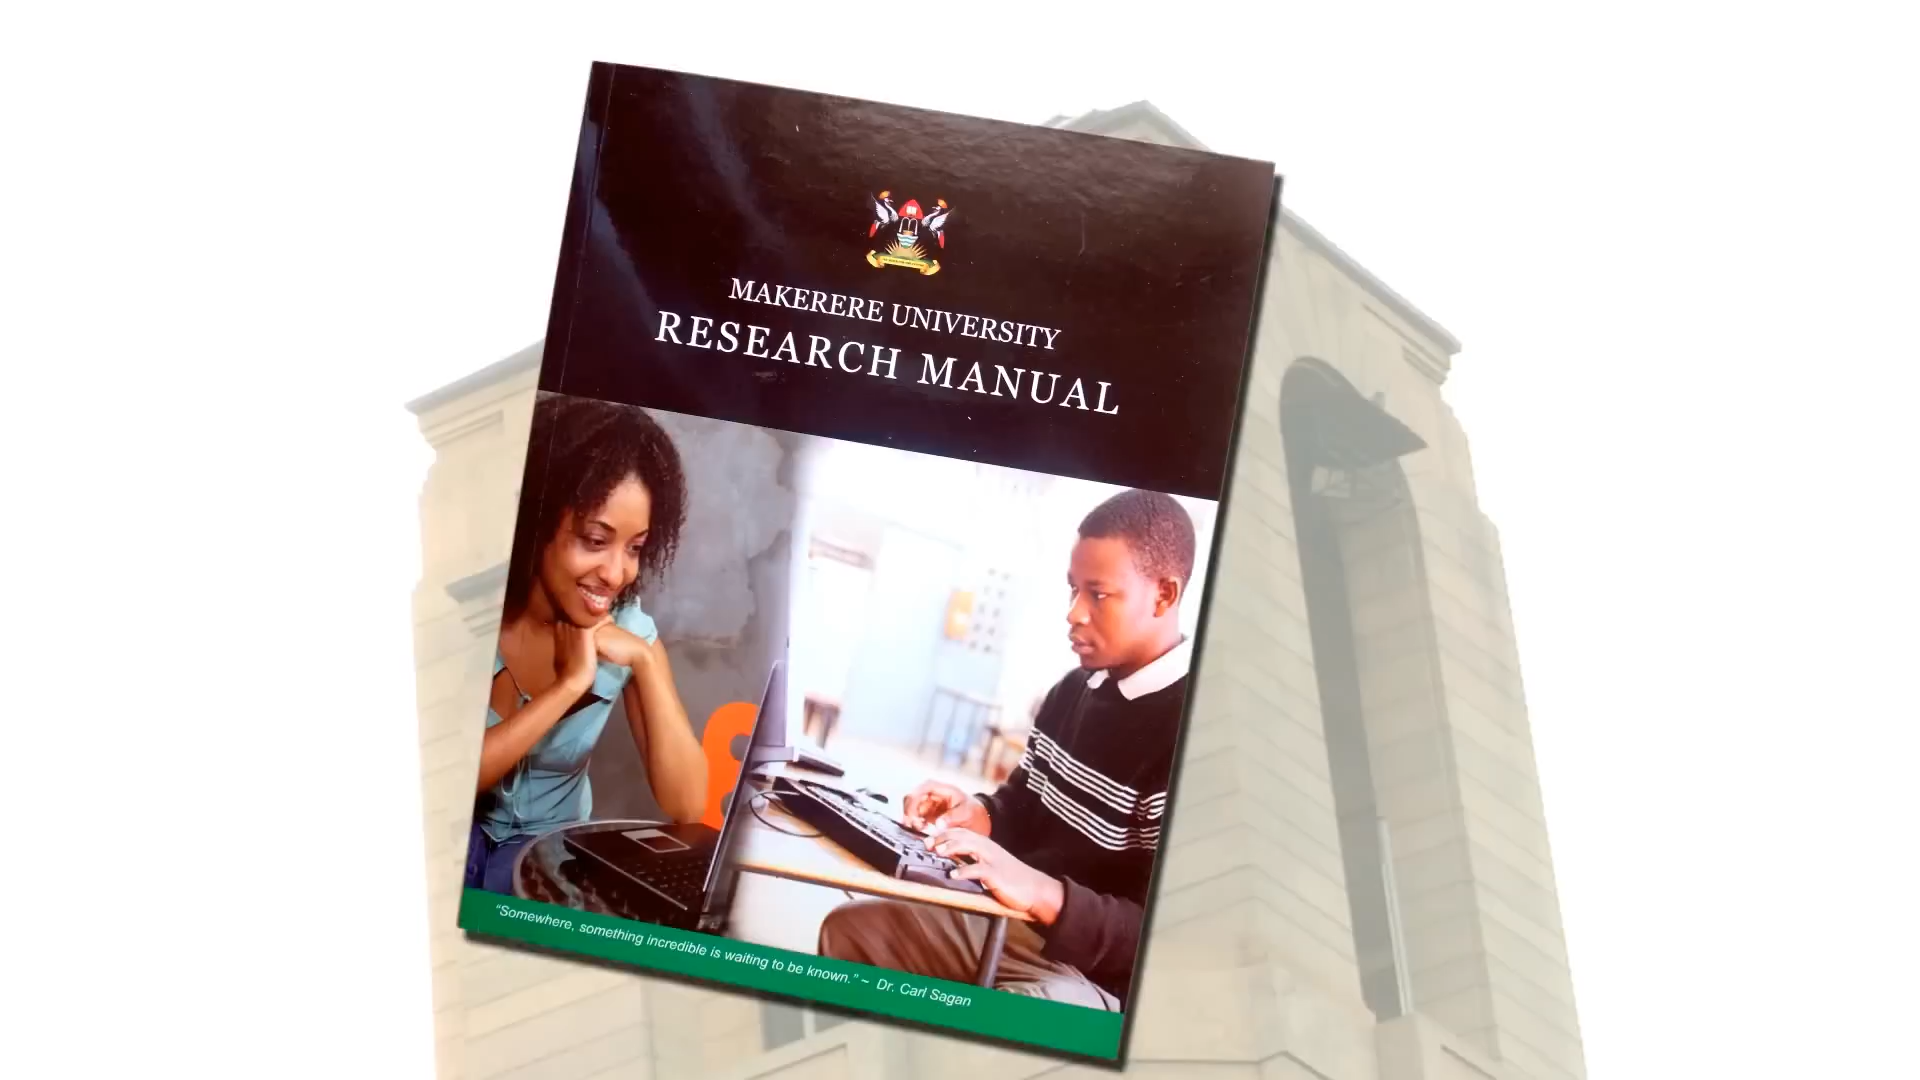 MAKERERE UNIVERSITY
RESEARCH MANUAL
“Somewhere, something incredible is waiting to be known.” ~ Dr. Carl Sagan